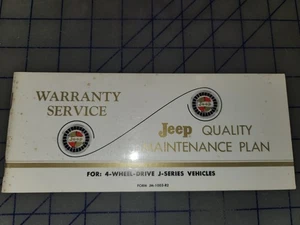 WARRANTY
SERVICE
Jeep QUALITY
MAINTENANCE PLAN
FOR: 4-WHEEL-DRIVE J-SERIES VEHICLES